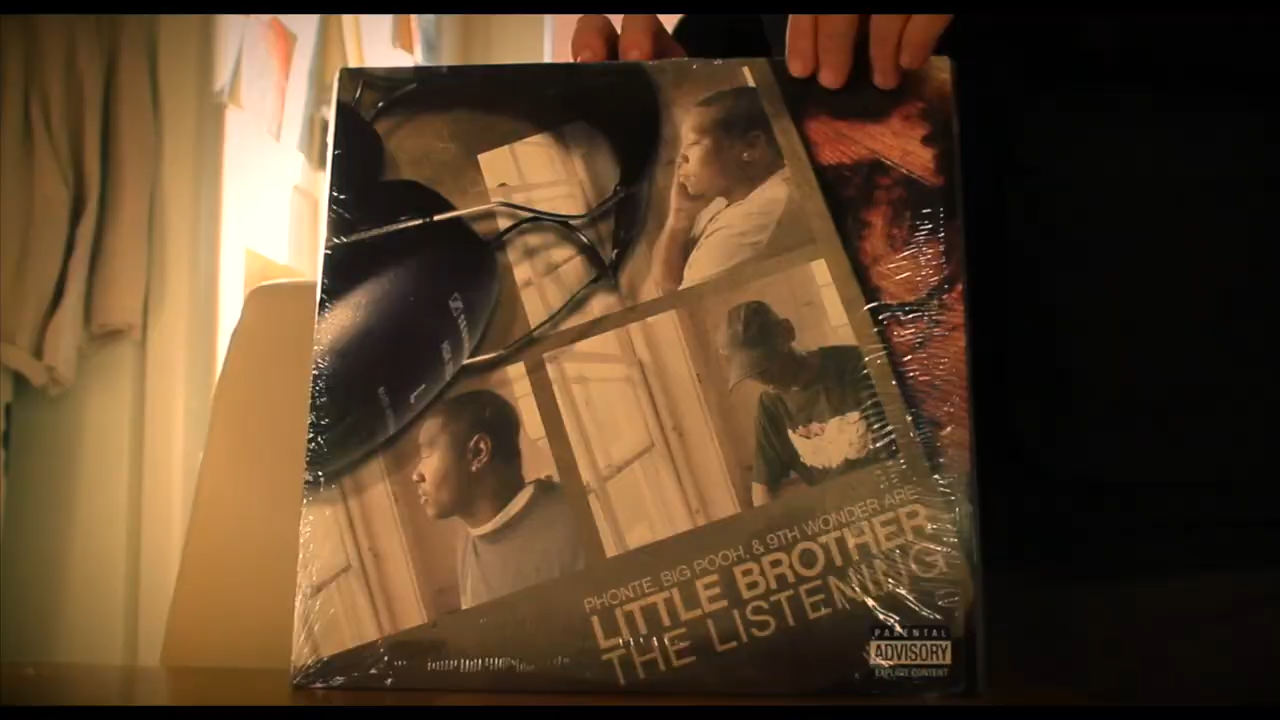 PHONTE, BIG POOH, & 9TH WONDER ARE
LITTLE BROTHER
THE LISTENING
PARENTAL
ADVISORY
EXPLICIT CONTENT
L